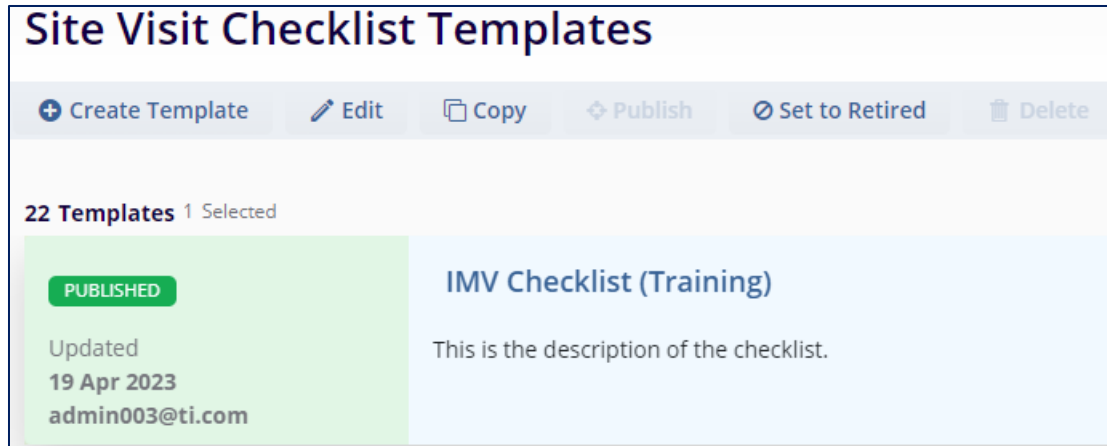 Site Visit Checklist Templates
Create Template Edit Copy Publish Set to Retired Delete
22 Templates 1 Selected
PUBLISHED
IMV Checklist (Training)
Updated
This is the description of the checklist.
19 Apr 2023
admin003@ti.com